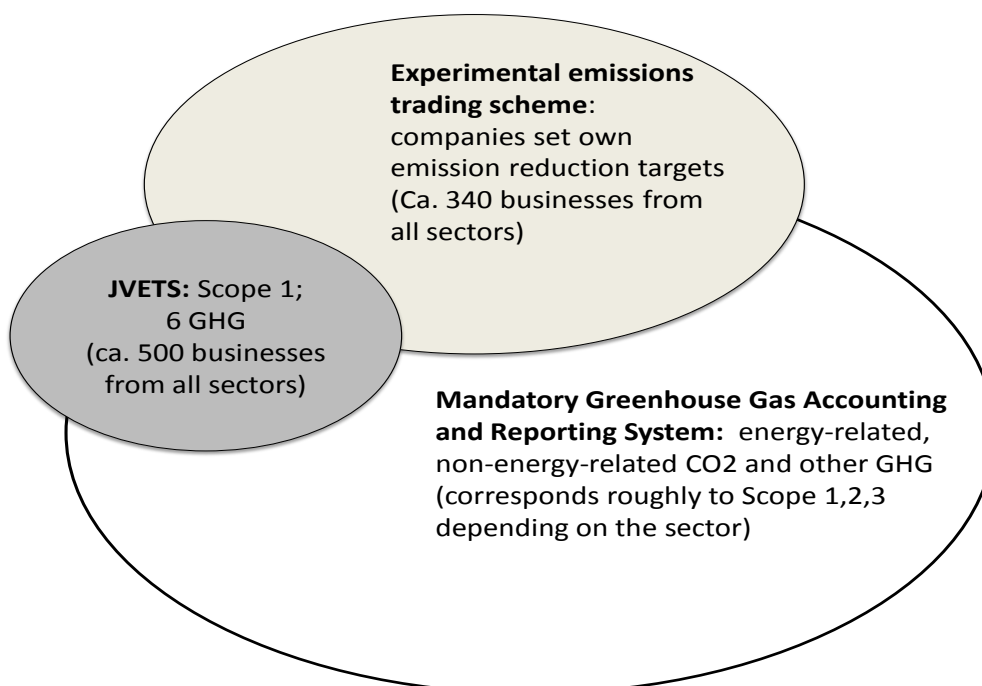 Experimental emissions
trading scheme:
companies set own
emission reduction targets
(Ca. 340 businesses from
all sectors)
JVETS: Scope 1;
6 GHG
(ca. 500 businesses
from all sectors)
Mandatory Greenhouse Gas Accounting
and Reporting System: energy-related,
non-energy-related CO2 and other GHG
(corresponds roughly to Scope 1,2,3
depending on the sector)